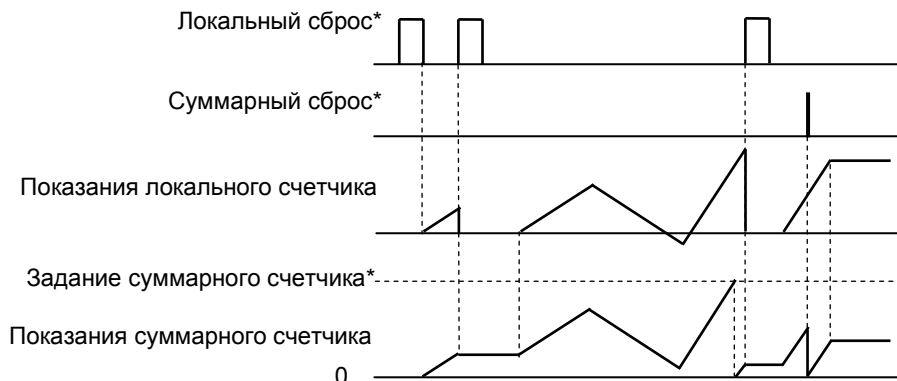 Локальный сброс*
Суммарный сброс*
Показания локального счетчика
Задание суммарного счетчика*
Показания суммарного счетчика
0